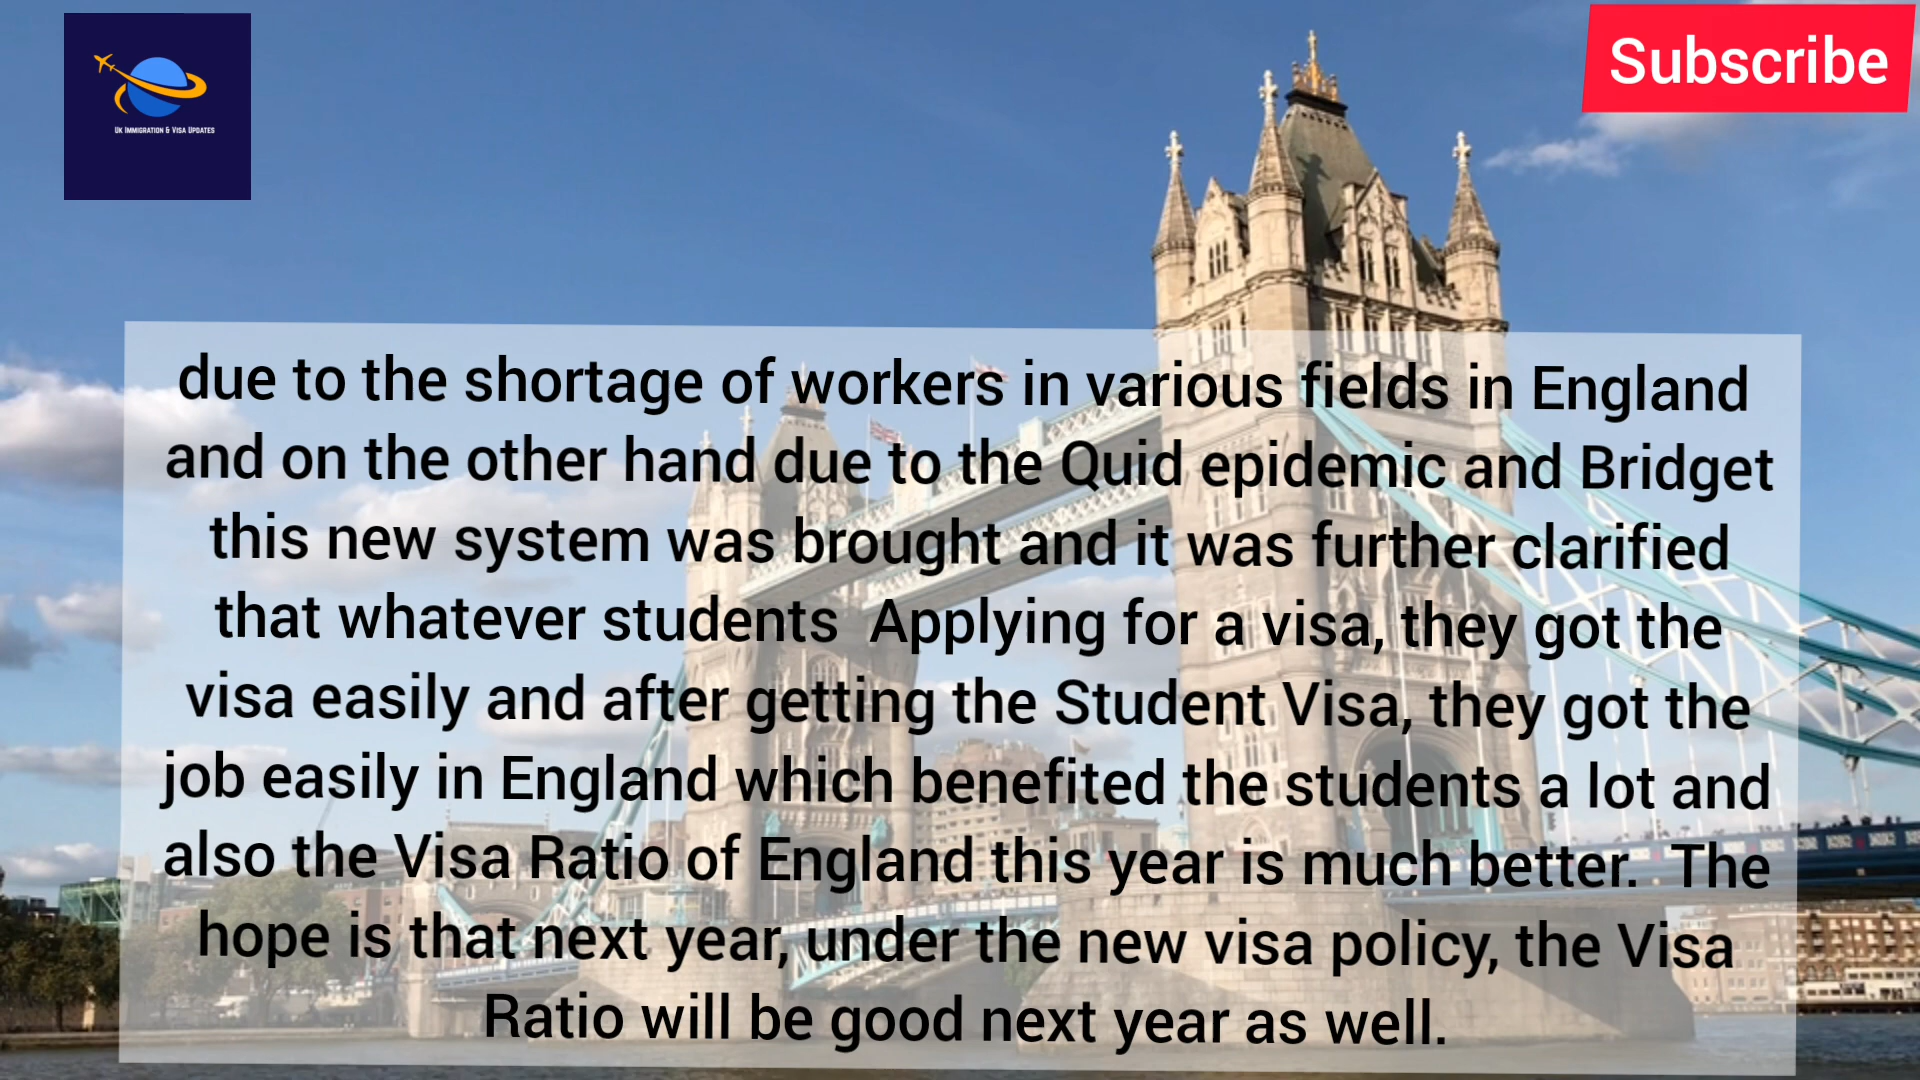 UK Immigration & Visa Updates
Subscribe
due to the shortage of workers in various fields in England
and on the other hand due to the Quid epidemic and Bridget
this new system was brought and it was further clarified
that whatever students Applying for a visa, they got the
visa easily and after getting the Student Visa, they got the
job easily in England which benefited the students a lot and
also the Visa Ratio of England this year is much better. The
hope is that next year, under the new visa policy, the Visa
Ratio will be good next year as well.